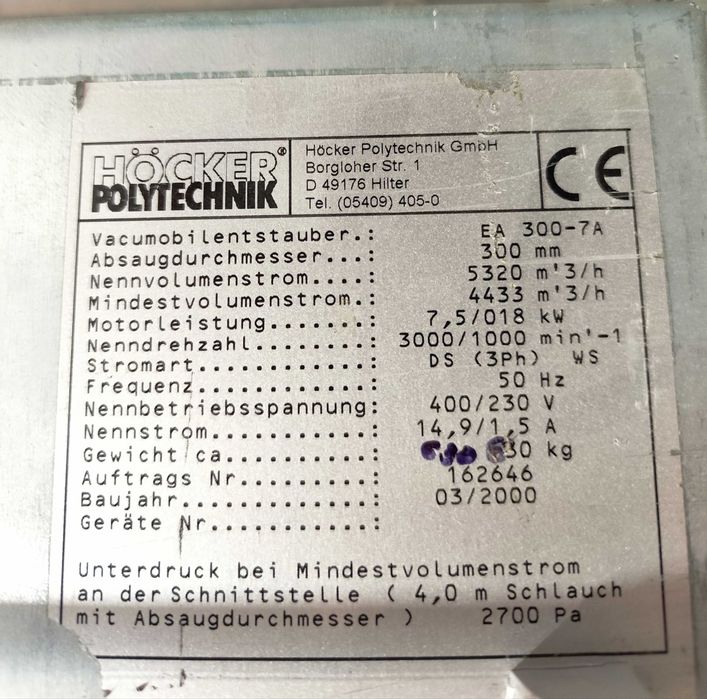 HÖCKER®
POLYTECHNIK
Höcker Polytechnik GmbH
Borgloher Str. 1
D 49176 Hilter
Tel. (05409) 405-0
CE
Vacumobilentstauber.: EA 300-7A
Absaugdurchmesser...: 300 mm
Nennvolumenstrom....: 5320 m'3/h
Mindestvolumenstrom.: 4433 m'3/h
Motorleistung.......: 7,5/018 kW
Nenndrehzahl........: 3000/1000 min'-1
Stromart............: DS (3Ph) WS
Frequenz............: 50 Hz
Nennbetriebsspannung: 400/230 V
Nennstrom...........: 14,9/1,5 A
Gewicht ca..........: kg
Auftrags Nr.........: 162646
Baujahr.............: 03/2000
Geräte Nr...........:
Unterdruck bei Mindestvolumenstrom
an der Schnittstelle ( 4,0 m Schlauch
mit Absaugdurchmesser ) 2700 Pa